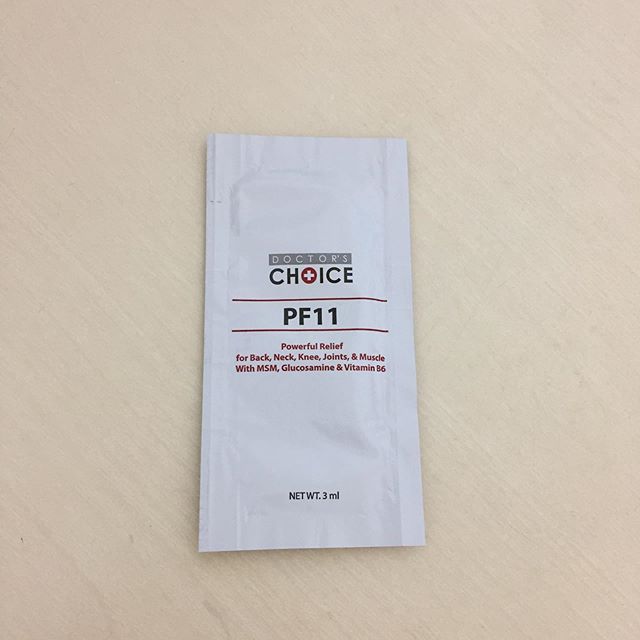 DOCTOR'S
CHOICE
PF11
Powerful Relief
for Back, Neck, Knee, Joints, & Muscle
With MSM, Glucosamine & Vitamin B6
NET WT. 3 ml